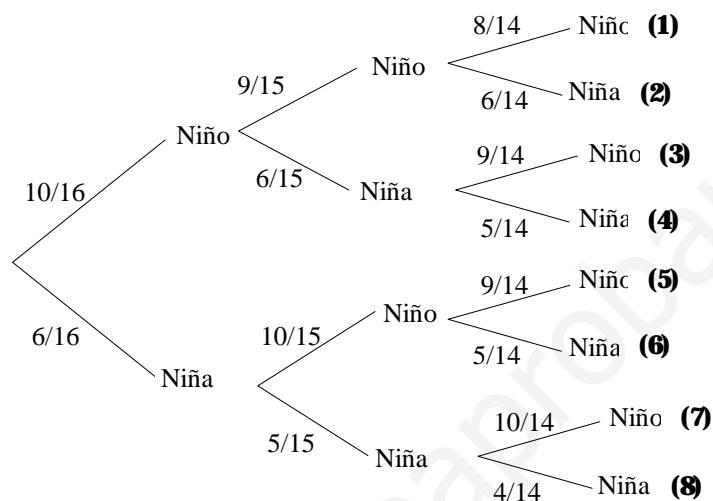 8/14 Niño (1)
9/15 Niño
6/14 Niña (2)
Niño
10/16
6/15 Niña
9/14 Niño (3)
5/14 Niña (4)
9/14 Niño (5)
10/15 Niño
5/14 Niña (6)
6/16
Niña
5/15 Niña
10/14 Niño (7)
4/14 Niña (8)